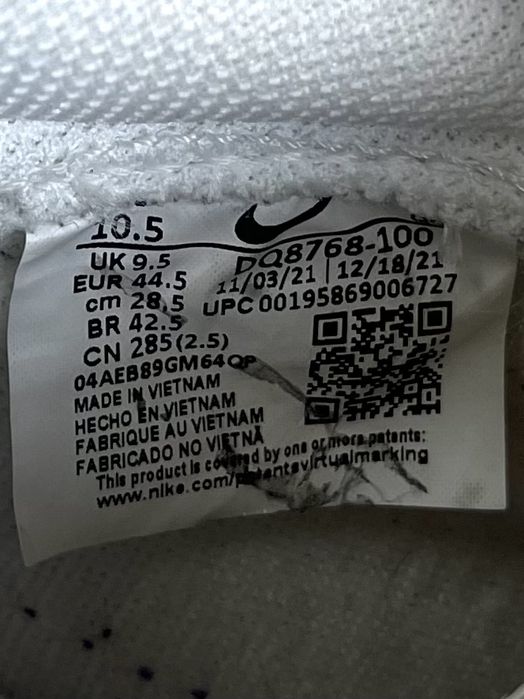 10.5
UK 9.5
EUR 44.5
cm 28.5
BR 42.5
CN 285(2.5)
DQ8768-100
11/03/21 | 12/18/21
UPC 00195869006727
04AEB89GM64QP
MADE IN VIETNAM
HECHO EN VIETNAM
FABRIQUE AU VIETNAM
FABRICADO NO VIETNÃ
This product is covered by one or more patents:
www.nike.com/patentsvirtualmarking